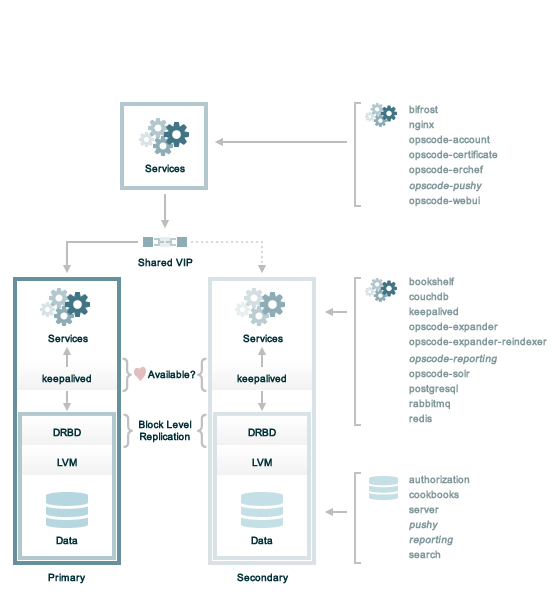 Services
bifrost
nginx
opscode-account
opscode-certificate
opscode-erchef
opscode-pushy
opscode-webui
Shared VIP
Services
keepalived
DRBD
LVM
Data
Primary
Available?
Block Level
Replication
Services
keepalived
DRBD
LVM
Data
Secondary
bookshelf
couchdb
keepalived
opscode-expander
opscode-expander-reindexer
opscode-reporting
opscode-solr
postgresql
rabbitmq
redis
authorization
cookbooks
server
pushy
reporting
search